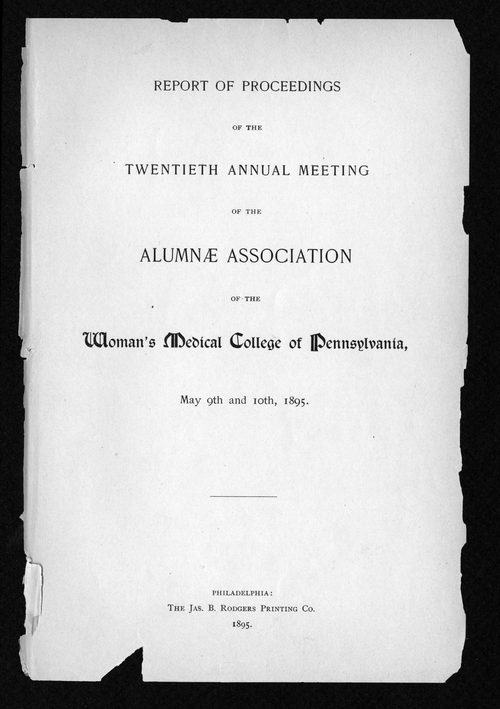 REPORT OF PROCEEDINGS
OF THE
TWENTIETH ANNUAL MEETING
OF THE
ALUMNÆ ASSOCIATION
OF THE
Woman's Medical College of Pennsylvania,
May 9th and 10th, 1895.
PHILADELPHIA:
THE JAS. B. RODGERS PRINTING CO.
1895.